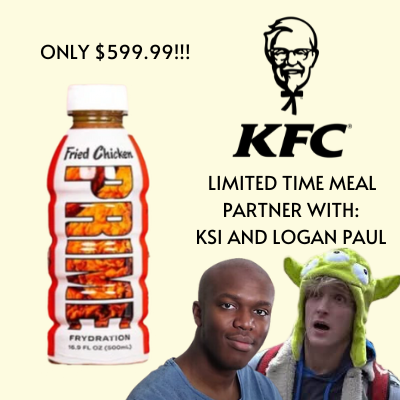 ONLY $599.99!!!
KFC
LIMITED TIME MEAL
PARTNER WITH:
KSI AND LOGAN PAUL
Fried Chicken
PRIME
FRYDRATION
16.9 FL OZ (500mL)